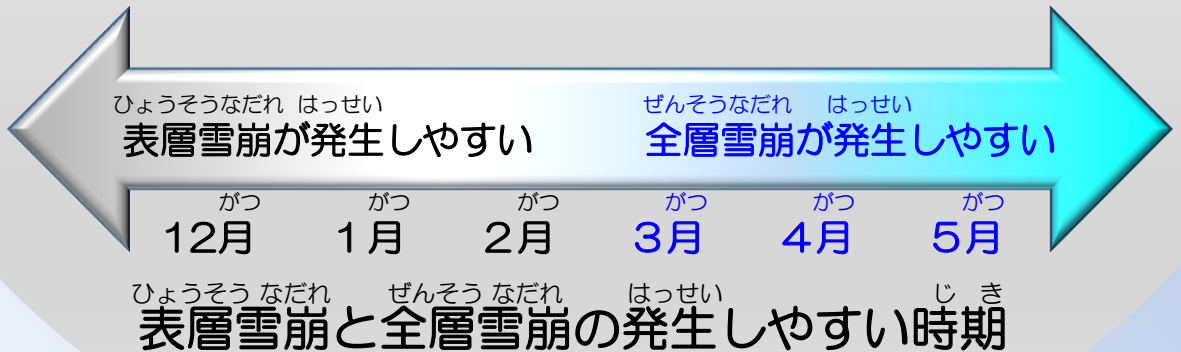 ひょうそうなだれ はっせい ぜんそうなだれ はっせい
表層雪崩が発生しやすい 全層雪崩が発生しやすい
がつ がつ がつ がつ がつ がつ
12月 1月 2月 3月 4月 5月
ひょうそう なだれ ぜんそう なだれ はっせい じ き
表層雪崩と全層雪崩の発生しやすい時期